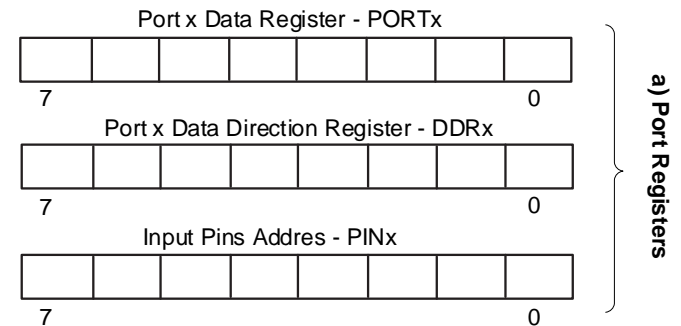 Port x Data Register - PORTx
7 0
Port x Data Direction Register - DDRx
7 0
Input Pins Addres - PINx
7 0
a) Port Registers